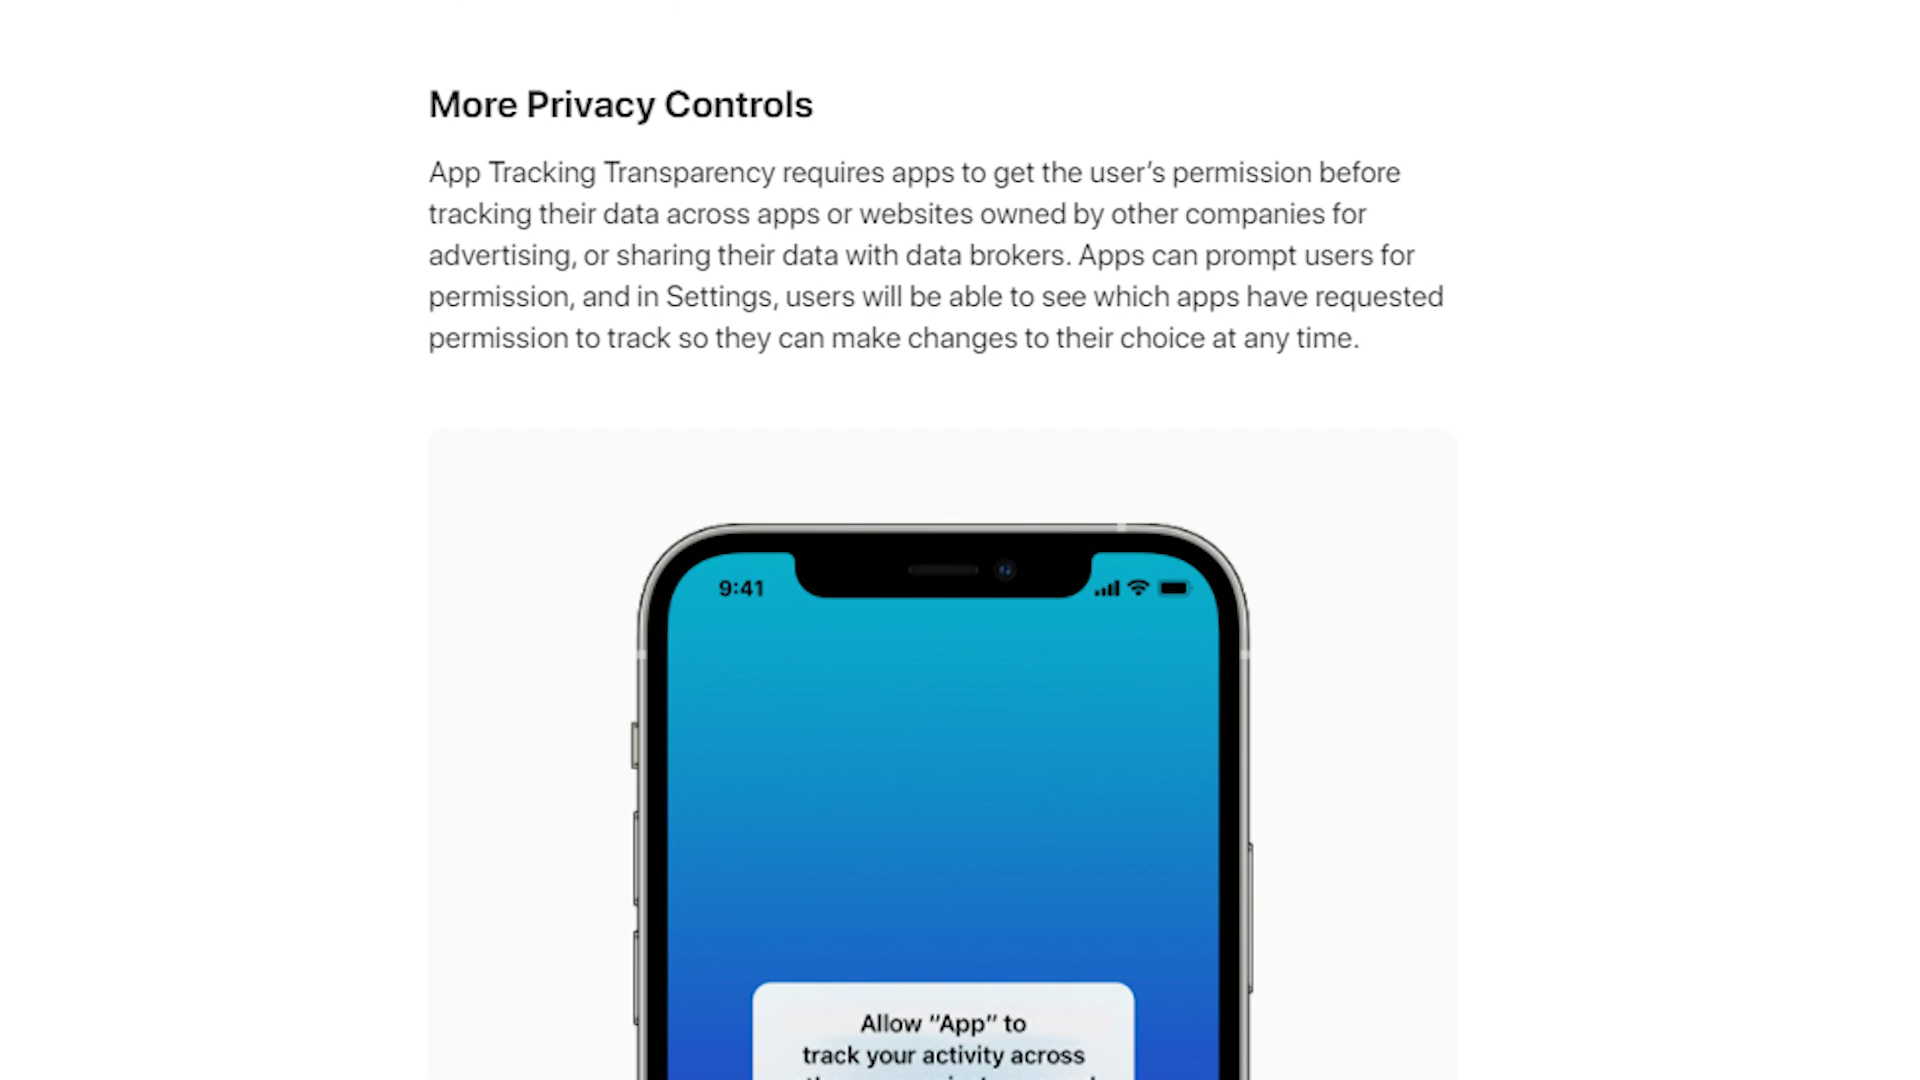 More Privacy Controls
App Tracking Transparency requires apps to get the user’s permission before
tracking their data across apps or websites owned by other companies for
advertising, or sharing their data with data brokers. Apps can prompt users for
permission, and in Settings, users will be able to see which apps have requested
permission to track so they can make changes to their choice at any time.
9:41
Allow “App” to
track your activity across